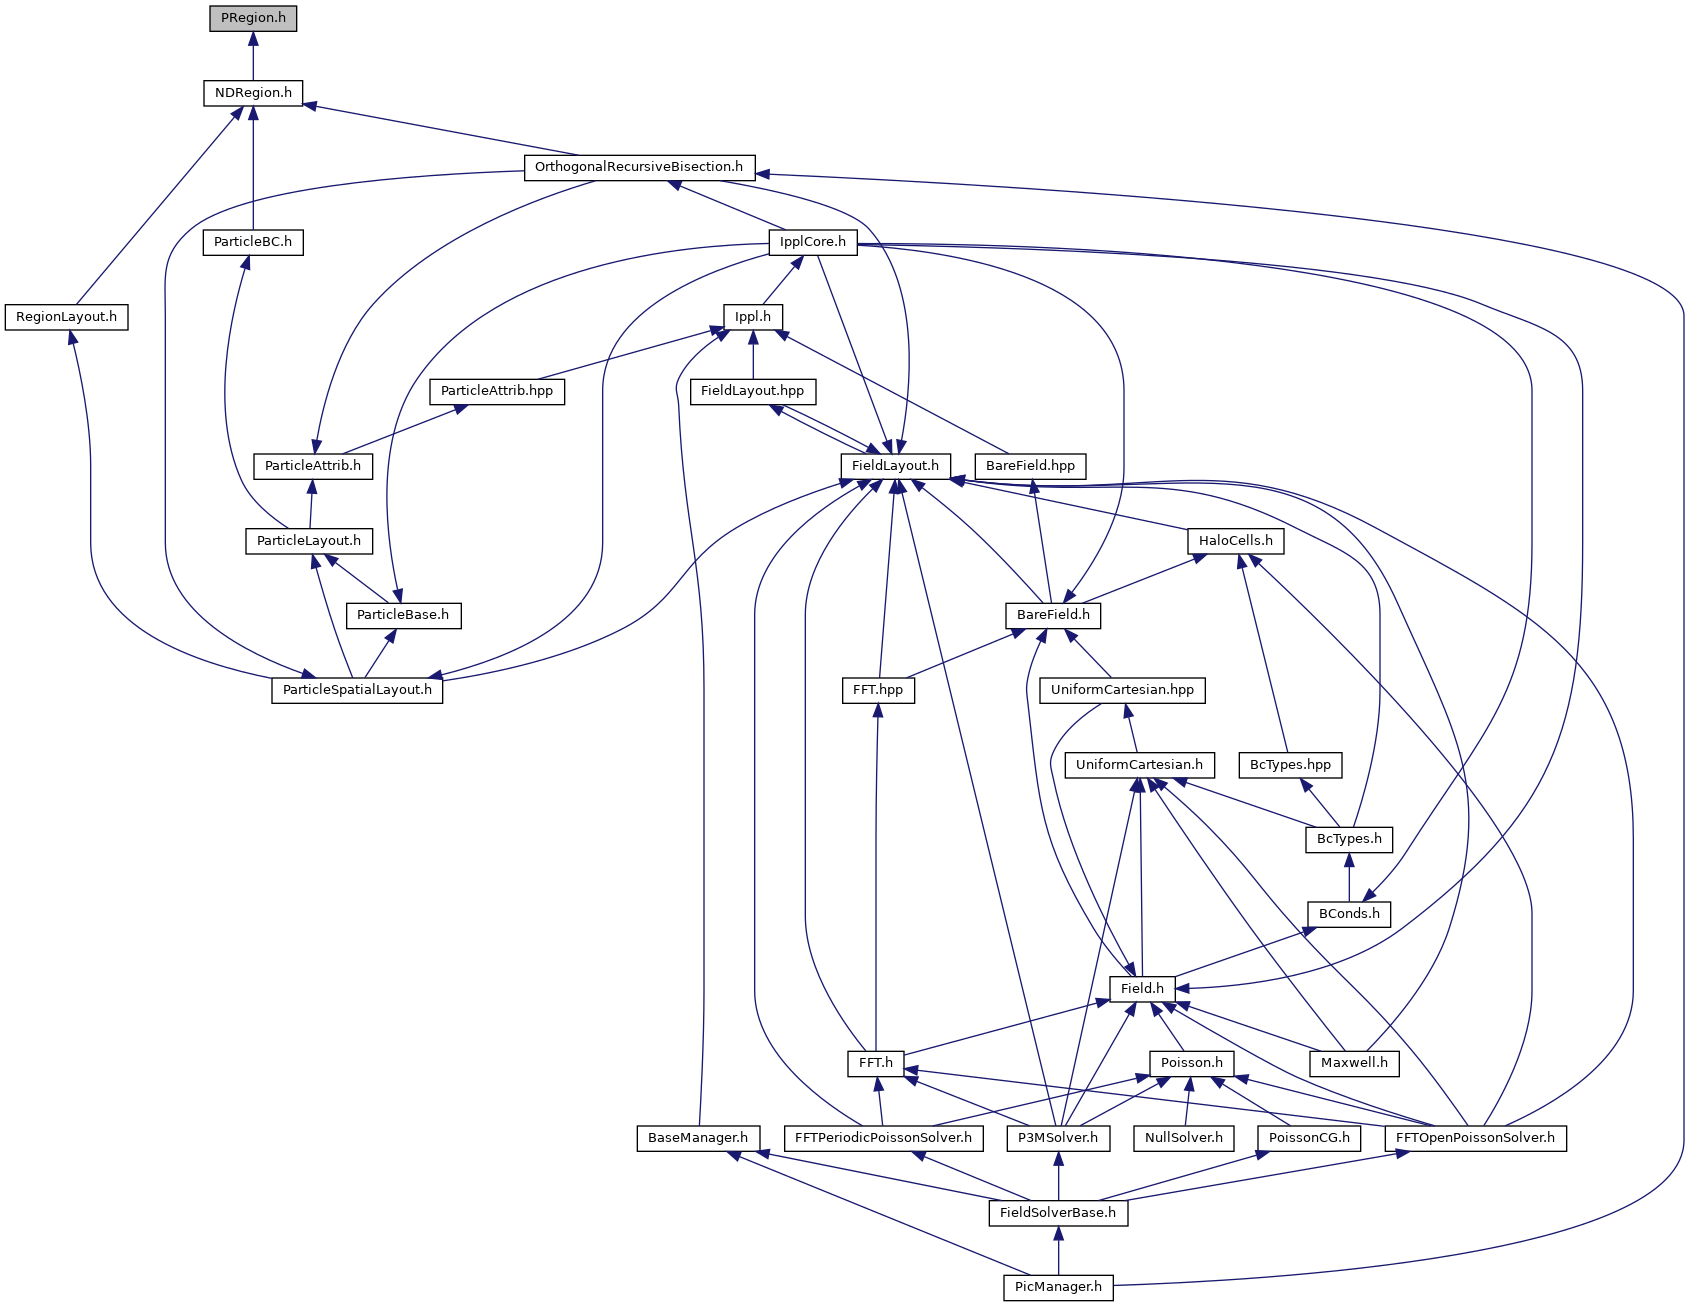 PRegion.h
NDRegion.h
OrthogonalRecursiveBisection.h
ParticleBC.h
IpplCore.h
RegionLayout.h
Ippl.h
ParticleAttrib.hpp
FieldLayout.hpp
ParticleAttrib.h
FieldLayout.h
BareField.hpp
ParticleLayout.h
HaloCells.h
ParticleBase.h
BareField.h
ParticleSpatialLayout.h
FFT.hpp
UniformCartesian.hpp
UniformCartesian.h
BcTypes.hpp
BcTypes.h
BConds.h
Field.h
FFT.h
Poisson.h
Maxwell.h
BaseManager.h
FFTPeriodicPoissonSolver.h
P3MSolver.h
NullSolver.h
PoissonCG.h
FFTOpenPoissonSolver.h
FieldSolverBase.h
PicManager.h